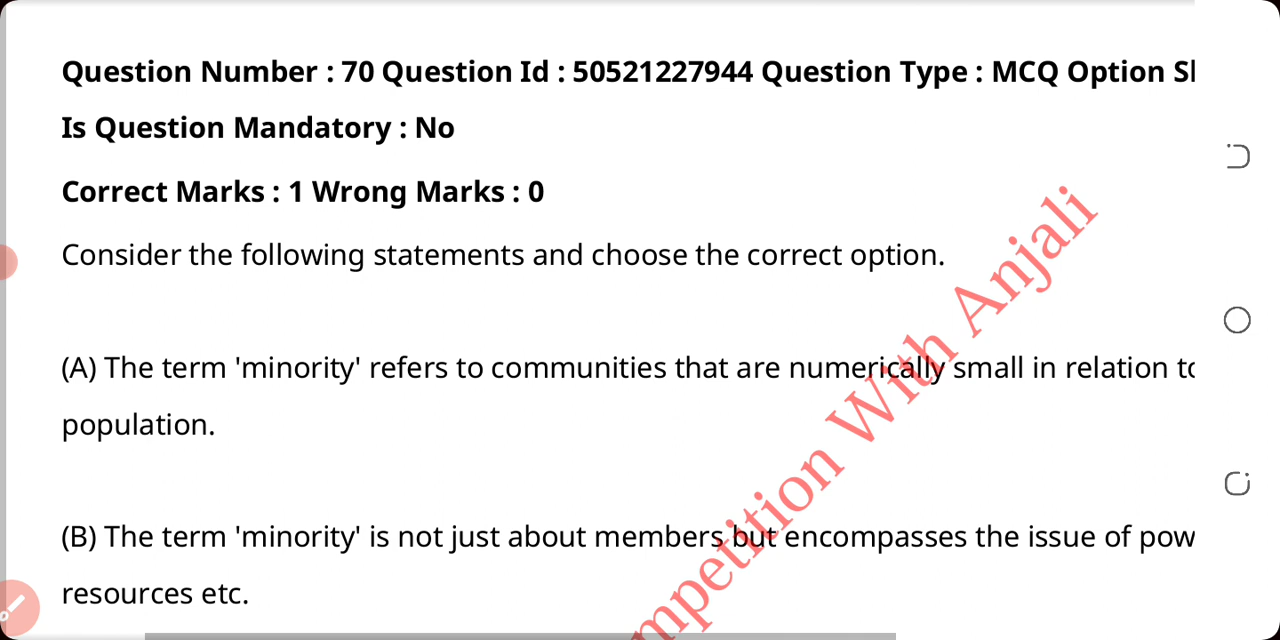 Question Number : 70 Question Id : 50521227944 Question Type : MCQ Option
Is Question Mandatory : No
Correct Marks : 1 Wrong Marks : 0
Consider the following statements and choose the correct option.
(A) The term 'minority' refers to communities that are numerically small in relation
population.
(B) The term 'minority' is not just about members but encompasses the issue of
resources etc.
With Anjali